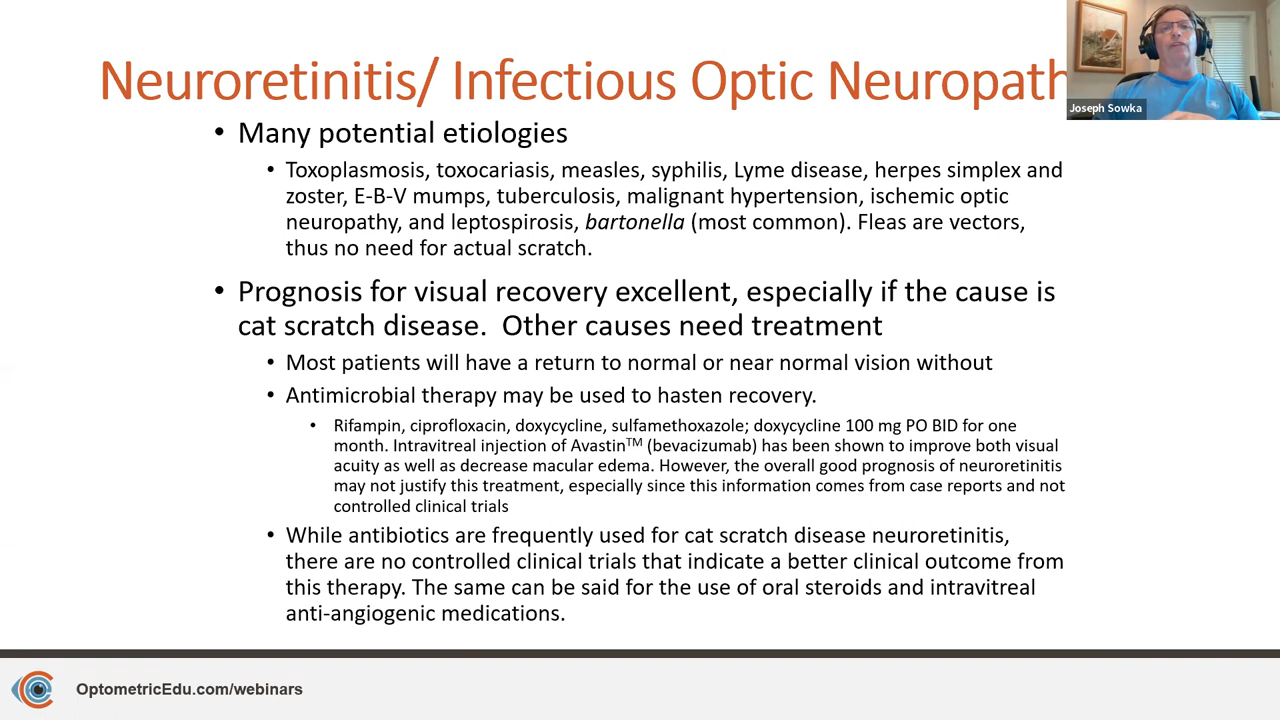 Neuroretinitis/ Infectious Optic Neuropath
Joseph Sowka
• Many potential etiologies
• Toxoplasmosis, toxocariasis, measles, syphilis, Lyme disease, herpes simplex and
zoster, E-B-V mumps, tuberculosis, malignant hypertension, ischemic optic
neuropathy, and leptospirosis, bartonella (most common). Fleas are vectors,
thus no need for actual scratch.
• Prognosis for visual recovery excellent, especially if the cause is
cat scratch disease.  Other causes need treatment
• Most patients will have a return to normal or near normal vision without
• Antimicrobial therapy may be used to hasten recovery.
• Rifampin, ciprofloxacin, doxycycline, sulfamethoxazole; doxycycline 100 mg PO BID for one
month. Intravitreal injection of Avastin™ (bevacizumab) has been shown to improve both visual
acuity as well as decrease macular edema. However, the overall good prognosis of neuroretinitis
may not justify this treatment, especially since this information comes from case reports and not
controlled clinical trials
• While antibiotics are frequently used for cat scratch disease neuroretinitis,
there are no controlled clinical trials that indicate a better clinical outcome from
this therapy. The same can be said for the use of oral steroids and intravitreal
anti-angiogenic medications.
OptometricEdu.com/webinars